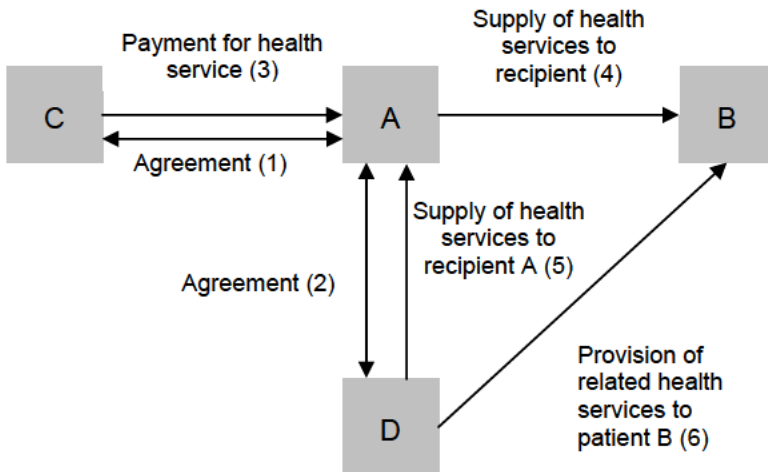 Payment for health
service (3)
Supply of health
services to
recipient (4)
C
A
B
Agreement (1)
Supply of health
services to
recipient A (5)
Agreement (2)
Provision of
related health
services to
patient B (6)
D